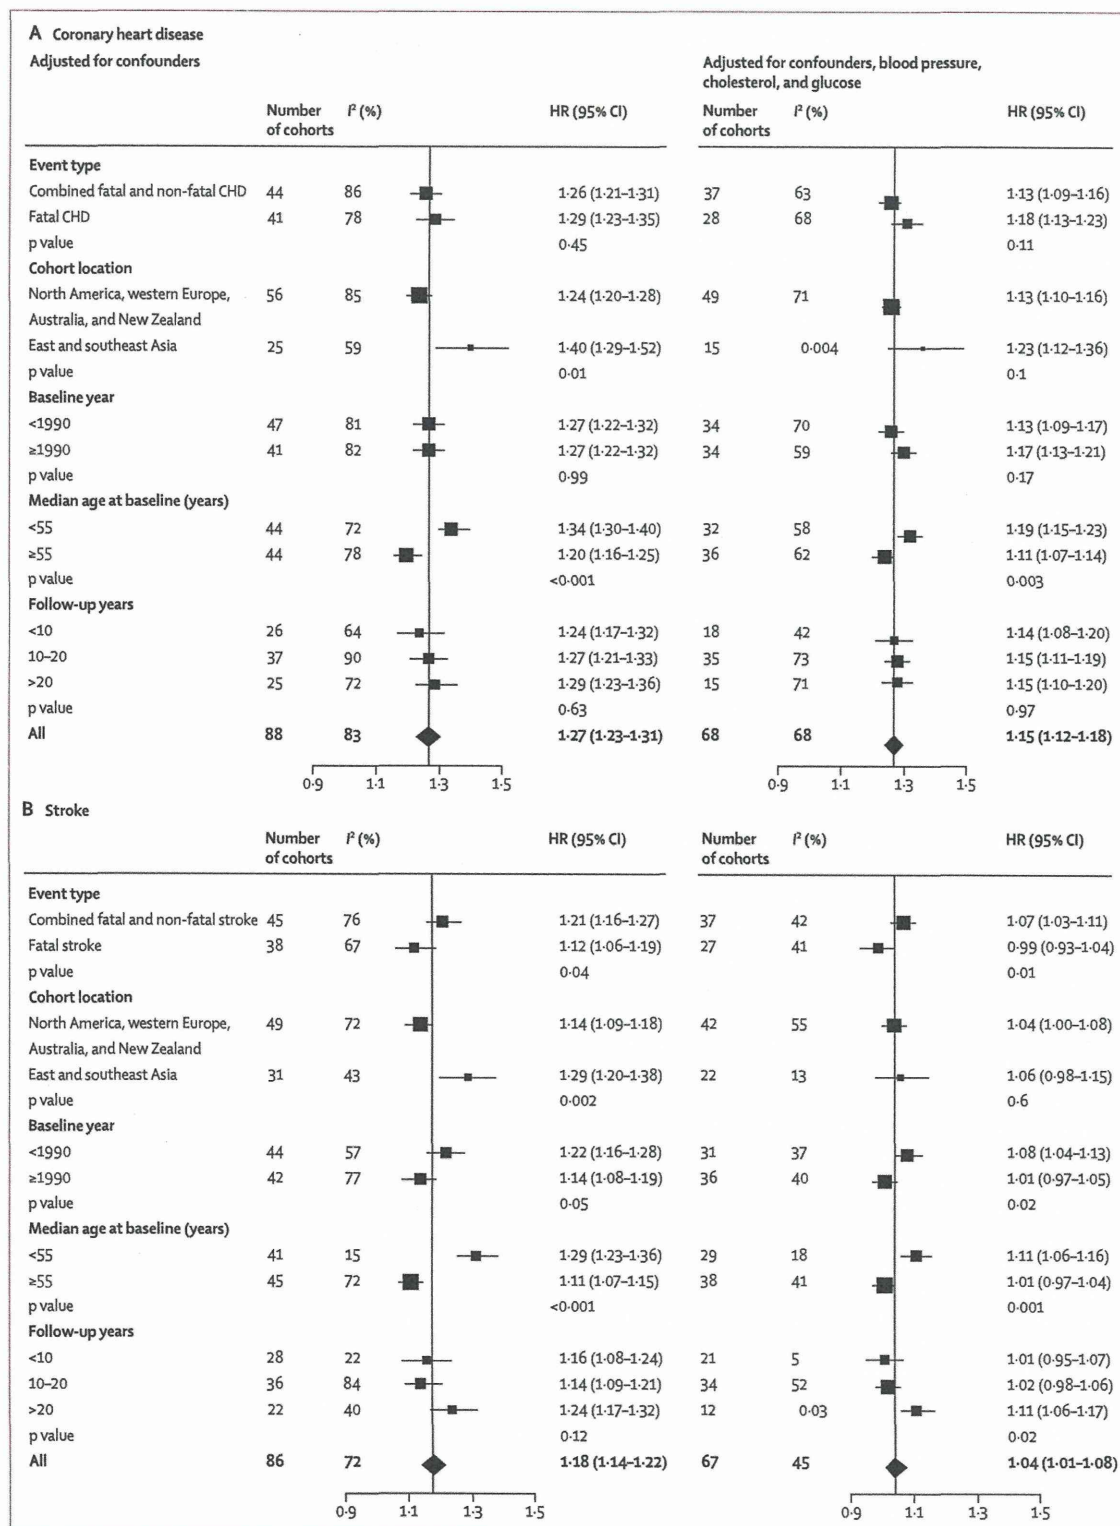 A Coronary heart disease
Adjusted for confounders
Adjusted for confounders, blood pressure, cholesterol, and glucose
Number of cohorts I² (%) HR (95% CI) Number of cohorts I² (%) HR (95% CI)
Event type
Combined fatal and non-fatal CHD 44 86 1·26 (1·21–1·31) 37 63 1·13 (1·09–1·16)
Fatal CHD 41 78 1·29 (1·23–1·35) 28 68 1·18 (1·13–1·23)
p value 0·45 0·11
Cohort location
North America, western Europe, 56 85 1·24 (1·20–1·28) 49 71 1·13 (1·10–1·16)
Australia, and New Zealand
East and southeast Asia 25 59 1·40 (1·29–1·52) 15 0·004 1·23 (1·12–1·36)
p value 0·01 0·1
Baseline year
<1990 47 81 1·27 (1·22–1·32) 34 70 1·13 (1·09–1·17)
≥1990 41 82 1·27 (1·22–1·32) 34 59 1·17 (1·13–1·21)
p value 0·99 0·17
Median age at baseline (years)
<55 44 72 1·34 (1·30–1·40) 32 58 1·19 (1·15–1·23)
≥55 44 78 1·20 (1·16–1·25) 36 62 1·11 (1·07–1·14)
p value <0·001 0·003
Follow-up years
<10 26 64 1·24 (1·17–1·32) 18 42 1·14 (1·08–1·20)
10–20 37 90 1·27 (1·21–1·33) 35 73 1·15 (1·11–1·19)
>20 25 72 1·29 (1·23–1·36) 15 71 1·15 (1·10–1·20)
p value 0·63 0·97
All 88 83 1·27 (1·23–1·31) 68 68 1·15 (1·12–1·18)
0·9 1·1 1·3 1·5 0·9 1·1 1·3 1·5
B Stroke
Number of cohorts I² (%) HR (95% CI) Number of cohorts I² (%) HR (95% CI)
Event type
Combined fatal and non-fatal stroke 45 76 1·21 (1·16–1·27) 37 42 1·07 (1·03–1·11)
Fatal stroke 38 67 1·12 (1·06–1·19) 27 41 0·99 (0·93–1·04)
p value 0·04 0·01
Cohort location
North America, western Europe, 49 72 1·14 (1·09–1·18) 42 55 1·04 (1·00–1·08)
Australia, and New Zealand
East and southeast Asia 31 43 1·29 (1·20–1·38) 22 13 1·06 (0·98–1·15)
p value 0·002 0·6
Baseline year
<1990 44 57 1·22 (1·16–1·28) 31 37 1·08 (1·04–1·13)
≥1990 42 77 1·14 (1·08–1·19) 36 40 1·01 (0·97–1·05)
p value 0·05 0·02
Median age at baseline (years)
<55 41 15 1·29 (1·23–1·36) 29 18 1·11 (1·06–1·16)
≥55 45 72 1·11 (1·07–1·15) 38 41 1·01 (0·97–1·04)
p value <0·001 0·001
Follow-up years
<10 28 22 1·16 (1·08–1·24) 21 5 1·01 (0·95–1·07)
10–20 36 84 1·14 (1·09–1·21) 34 52 1·02 (0·98–1·06)
>20 22 40 1·24 (1·17–1·32) 12 0·03 1·11 (1·06–1·17)
p value 0·12 0·02
All 86 72 1·18 (1·14–1·22) 67 45 1·04 (1·01–1·08)
0·9 1·1 1·3 1·5 0·9 1·1 1·3 1·5